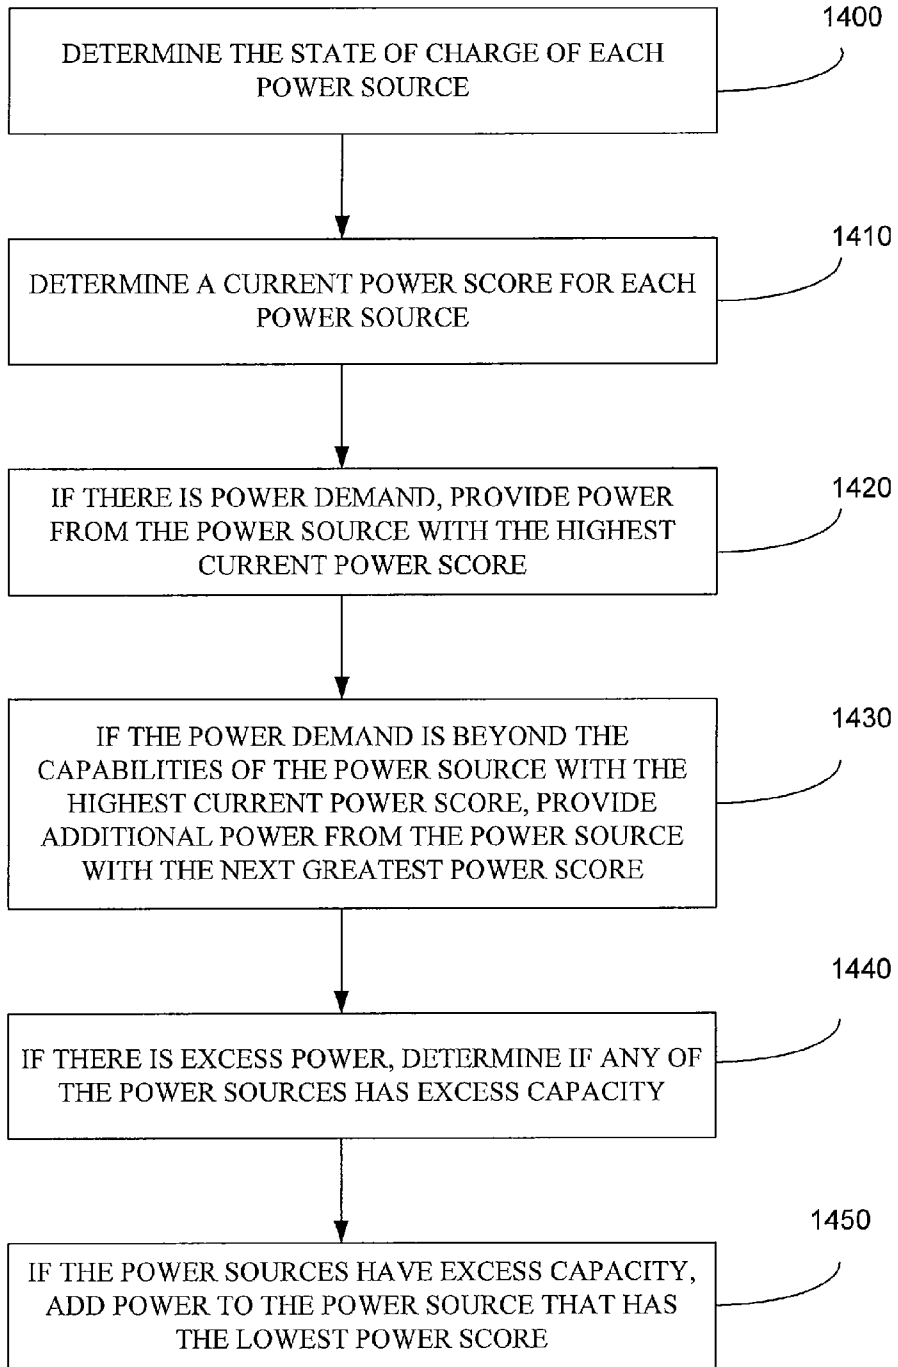 1400
DETERMINE THE STATE OF CHARGE OF EACH
POWER SOURCE
1410
DETERMINE A CURRENT POWER SCORE FOR EACH
POWER SOURCE
1420
IF THERE IS POWER DEMAND, PROVIDE POWER
FROM THE POWER SOURCE WITH THE HIGHEST
CURRENT POWER SCORE
1430
IF THE POWER DEMAND IS BEYOND THE
CAPABILITIES OF THE POWER SOURCE WITH THE
HIGHEST CURRENT POWER SCORE, PROVIDE
ADDITIONAL POWER FROM THE POWER SOURCE
WITH THE NEXT GREATEST POWER SCORE
1440
IF THERE IS EXCESS POWER, DETERMINE IF ANY OF
THE POWER SOURCES HAS EXCESS CAPACITY
1450
IF THE POWER SOURCES HAVE EXCESS CAPACITY,
ADD POWER TO THE POWER SOURCE THAT HAS
THE LOWEST POWER SCORE